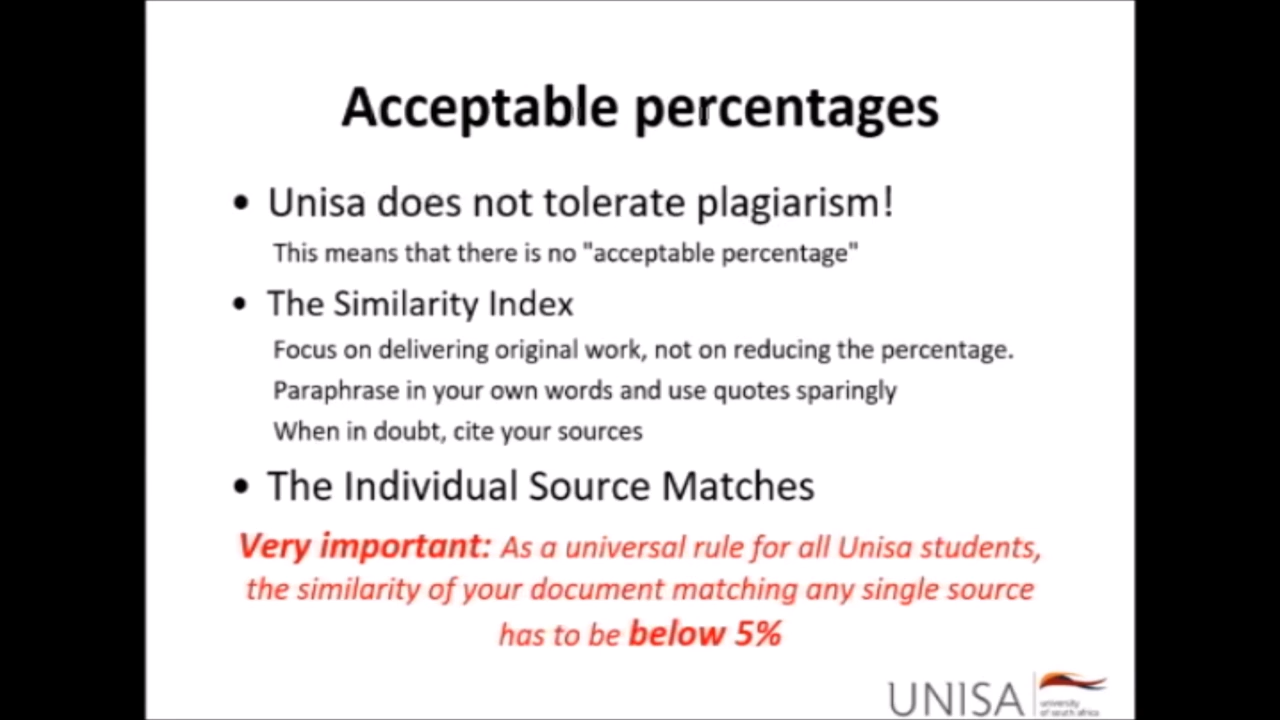 Acceptable percentages
• Unisa does not tolerate plagiarism!
This means that there is no "acceptable percentage"
• The Similarity Index
Focus on delivering original work, not on reducing the percentage.
Paraphrase in your own words and use quotes sparingly
When in doubt, cite your sources
• The Individual Source Matches
Very important: As a universal rule for all Unisa students,
the similarity of your document matching any single source
has to be below 5%
UNISA
university
of south africa